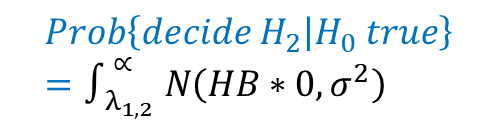 Prob{decide H₂|H₀ true}
= ∫_{λ₁,₂}^{∝} N(HB * 0, σ²)